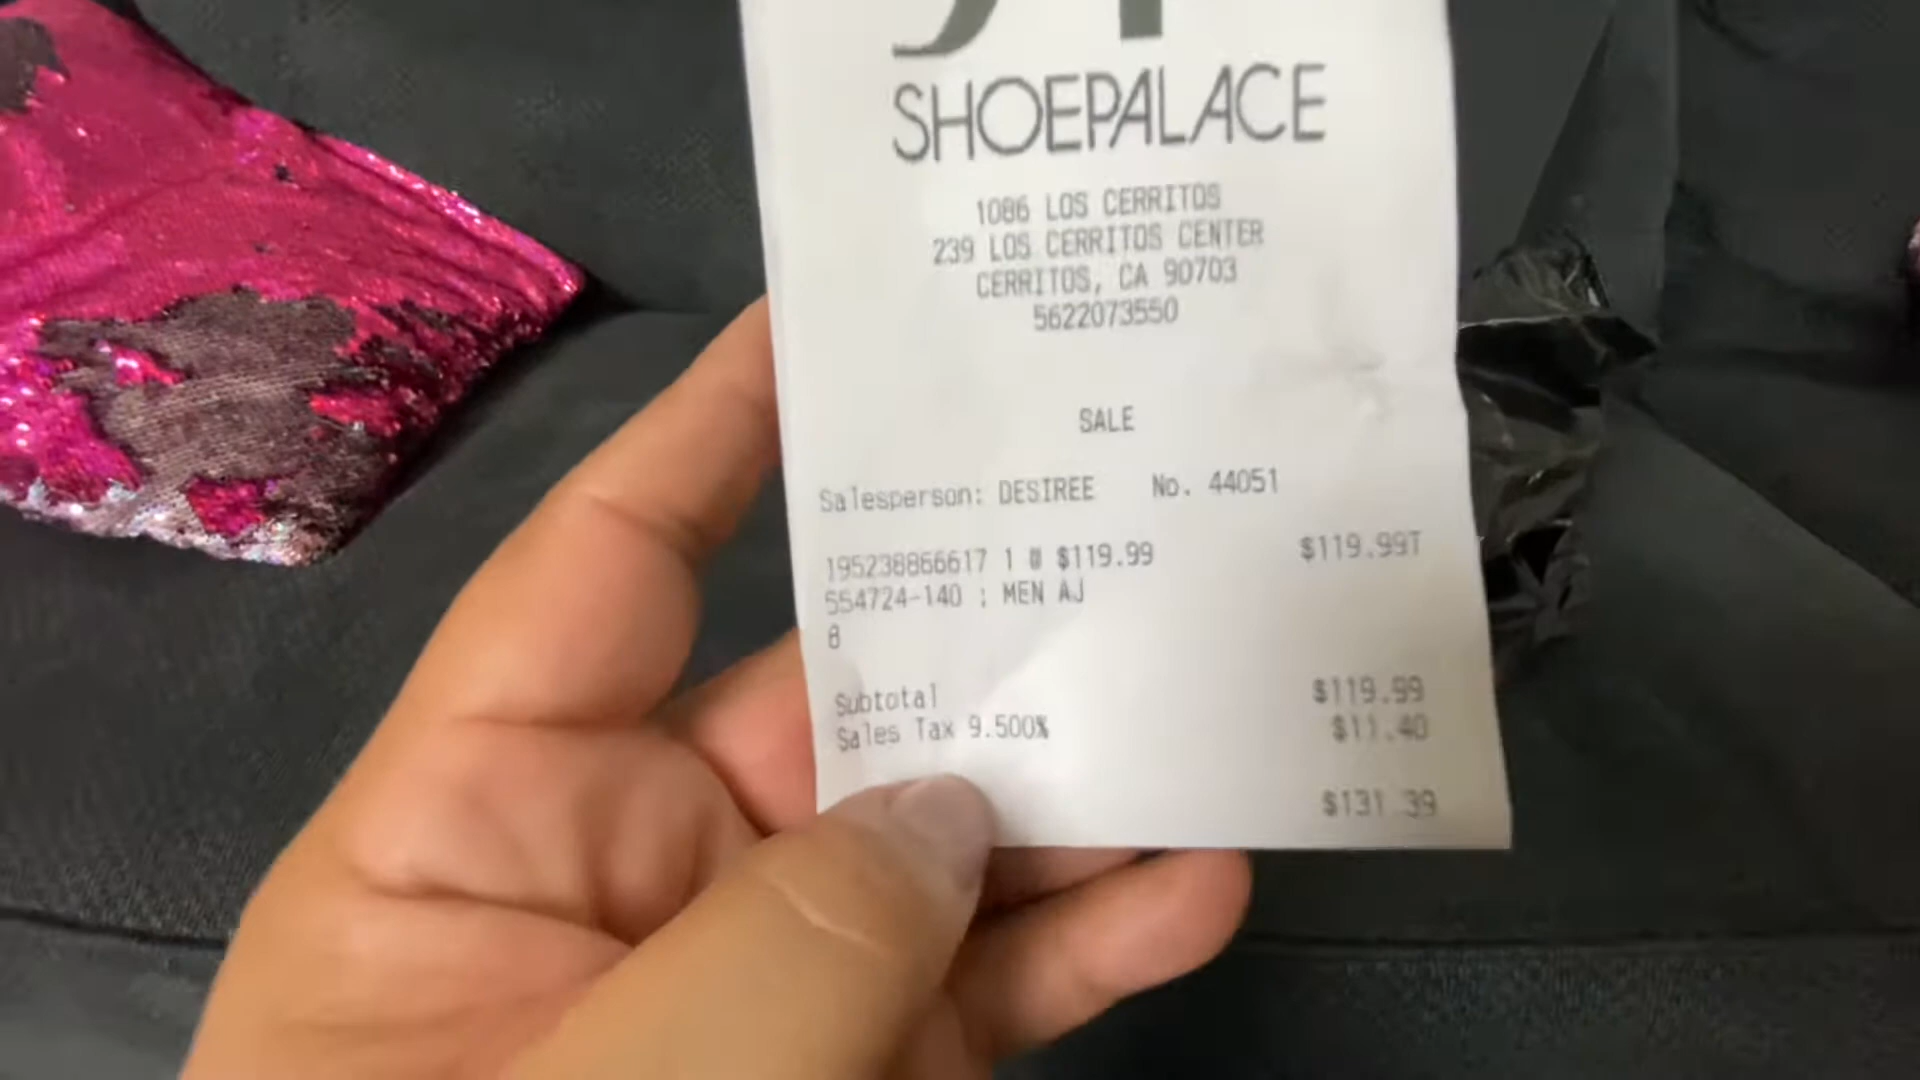 SHOEPALACE
1086 LOS CERRITOS
239 LOS CERRITOS CENTER
CERRITOS, CA 90703
5622073550
SALE
Salesperson: DESIREE No. 44051
195238866617 1 @ $119.99 $119.99T
554724-140 : MEN AJ
8
Subtotal $119.99
Sales Tax 9.500% $11.40
$131.39